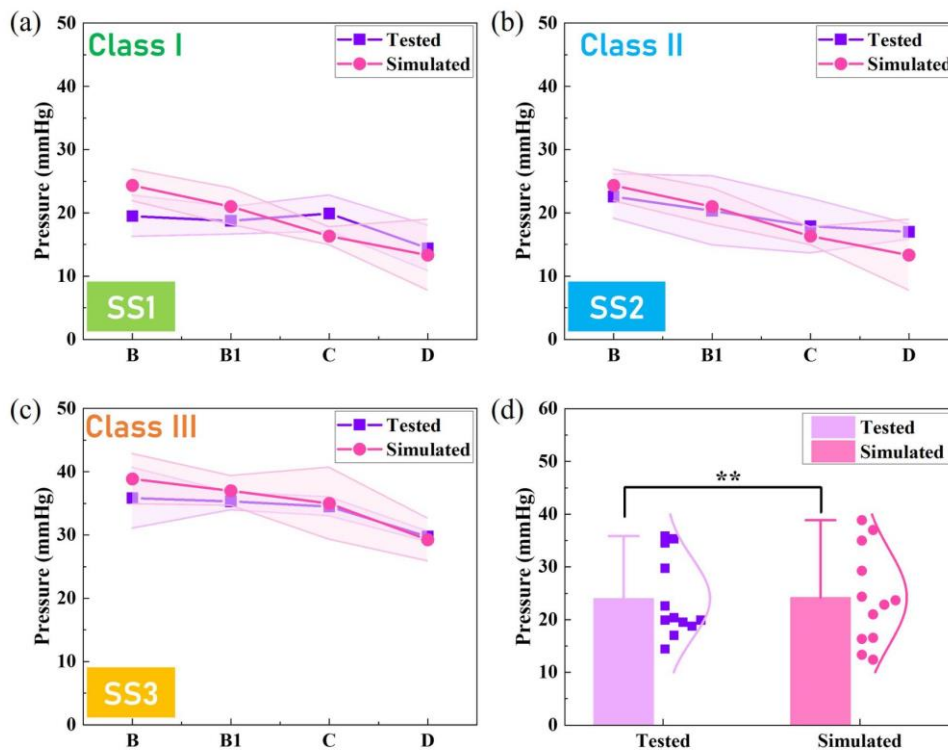 (a)
Class I
Tested
Simulated
Pressure (mmHg)
50
40
30
20
10
0
SS1
B B1 C D
(b)
Class II
Tested
Simulated
Pressure (mmHg)
50
40
30
20
10
0
SS2
B B1 C D
(c)
Class III
Tested
Simulated
Pressure (mmHg)
50
40
30
20
10
0
SS3
B B1 C D
(d)
Tested
Simulated
Pressure (mmHg)
60
50
40
30
20
10
0
**
Tested Simulated